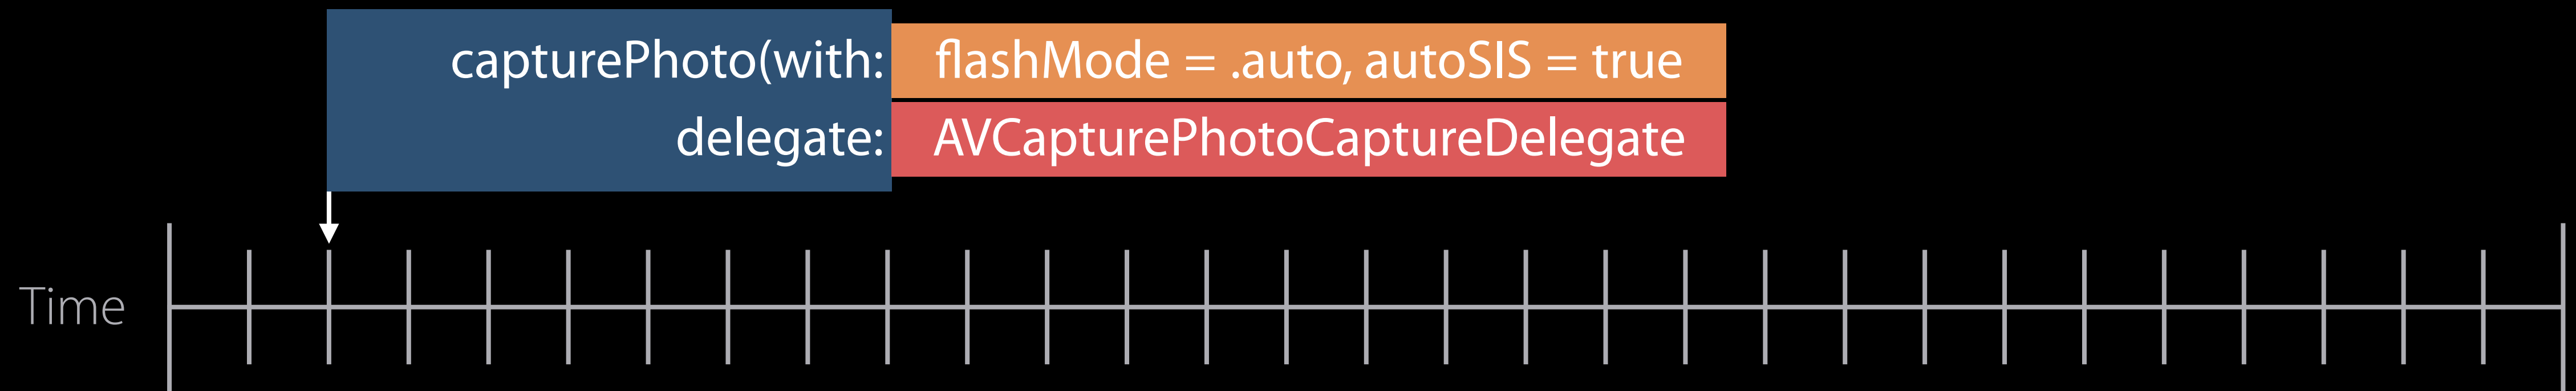 capturePhoto(with: flashMode = .auto, autoSIS = true
delegate: AVCapturePhotoCaptureDelegate
Time